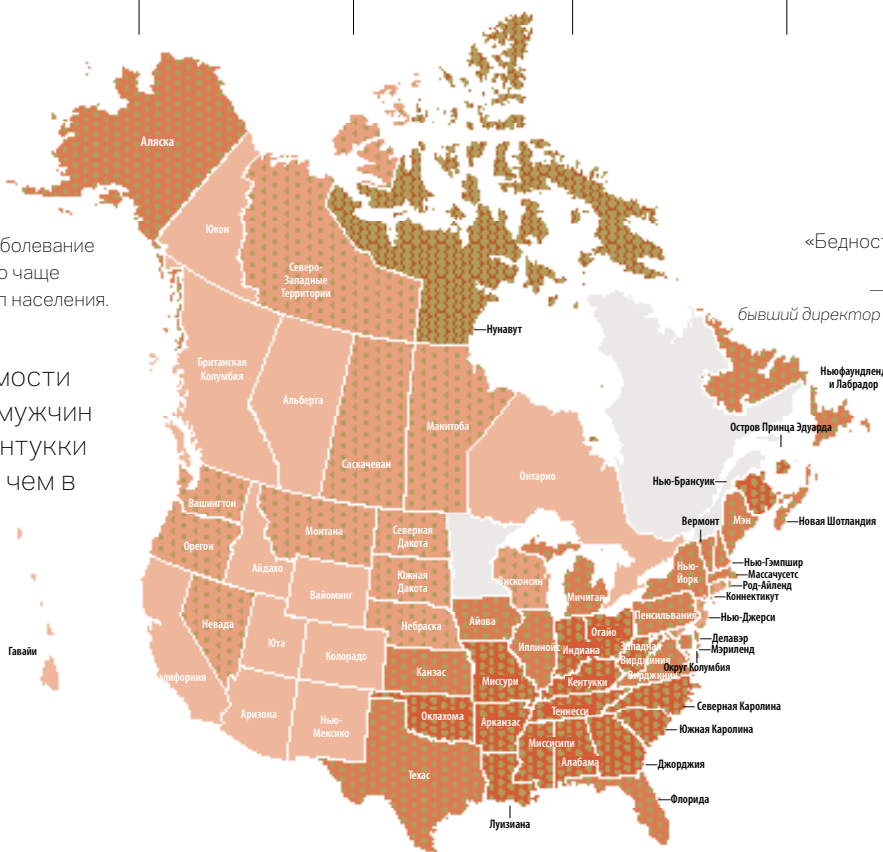 Аляска
Юкон
Северо-
Западные
Территории
болевание
о чаще
п населения.
«Бедност
бывший директор
Нунавут
мости
мужчин
нтукки
чем в
Британская
Колумбия
Альберта
Саскачеван
Манитоба
Онтарио
Ньюфаундленд
и Лабрадор
Остров Принца Эдуарда
Нью-Брансуик
Новая Шотландия
Вермонт
Мэн
Вашингтон
Орегон
Монтана
Айдахо
Северная
Дакота
Южная
Дакота
Висконсин
Мичиган
Нью-
Йорк
Нью-Гэмпшир
Массачусетс
Род-Айленд
Коннектикут
Нью-Джерси
Вайоминг
Небраска
Айова
Невада
Юта
Колорадо
Иллинойс
Индиана
Огайо
Пенсильвания
Западная
Вирджиния
Вирджиния
Делавэр
Мэриленд
Округ Колумбия
Гавайи
алифорния
Канзас
Миссури
Кентукки
Северная Каролина
Аризона
Нью-
Мексико
Оклахома
Арканзас
Теннесси
Южная Каролина
Миссисипи
Алабама
Джорджия
Техас
Флорида
Луизиана